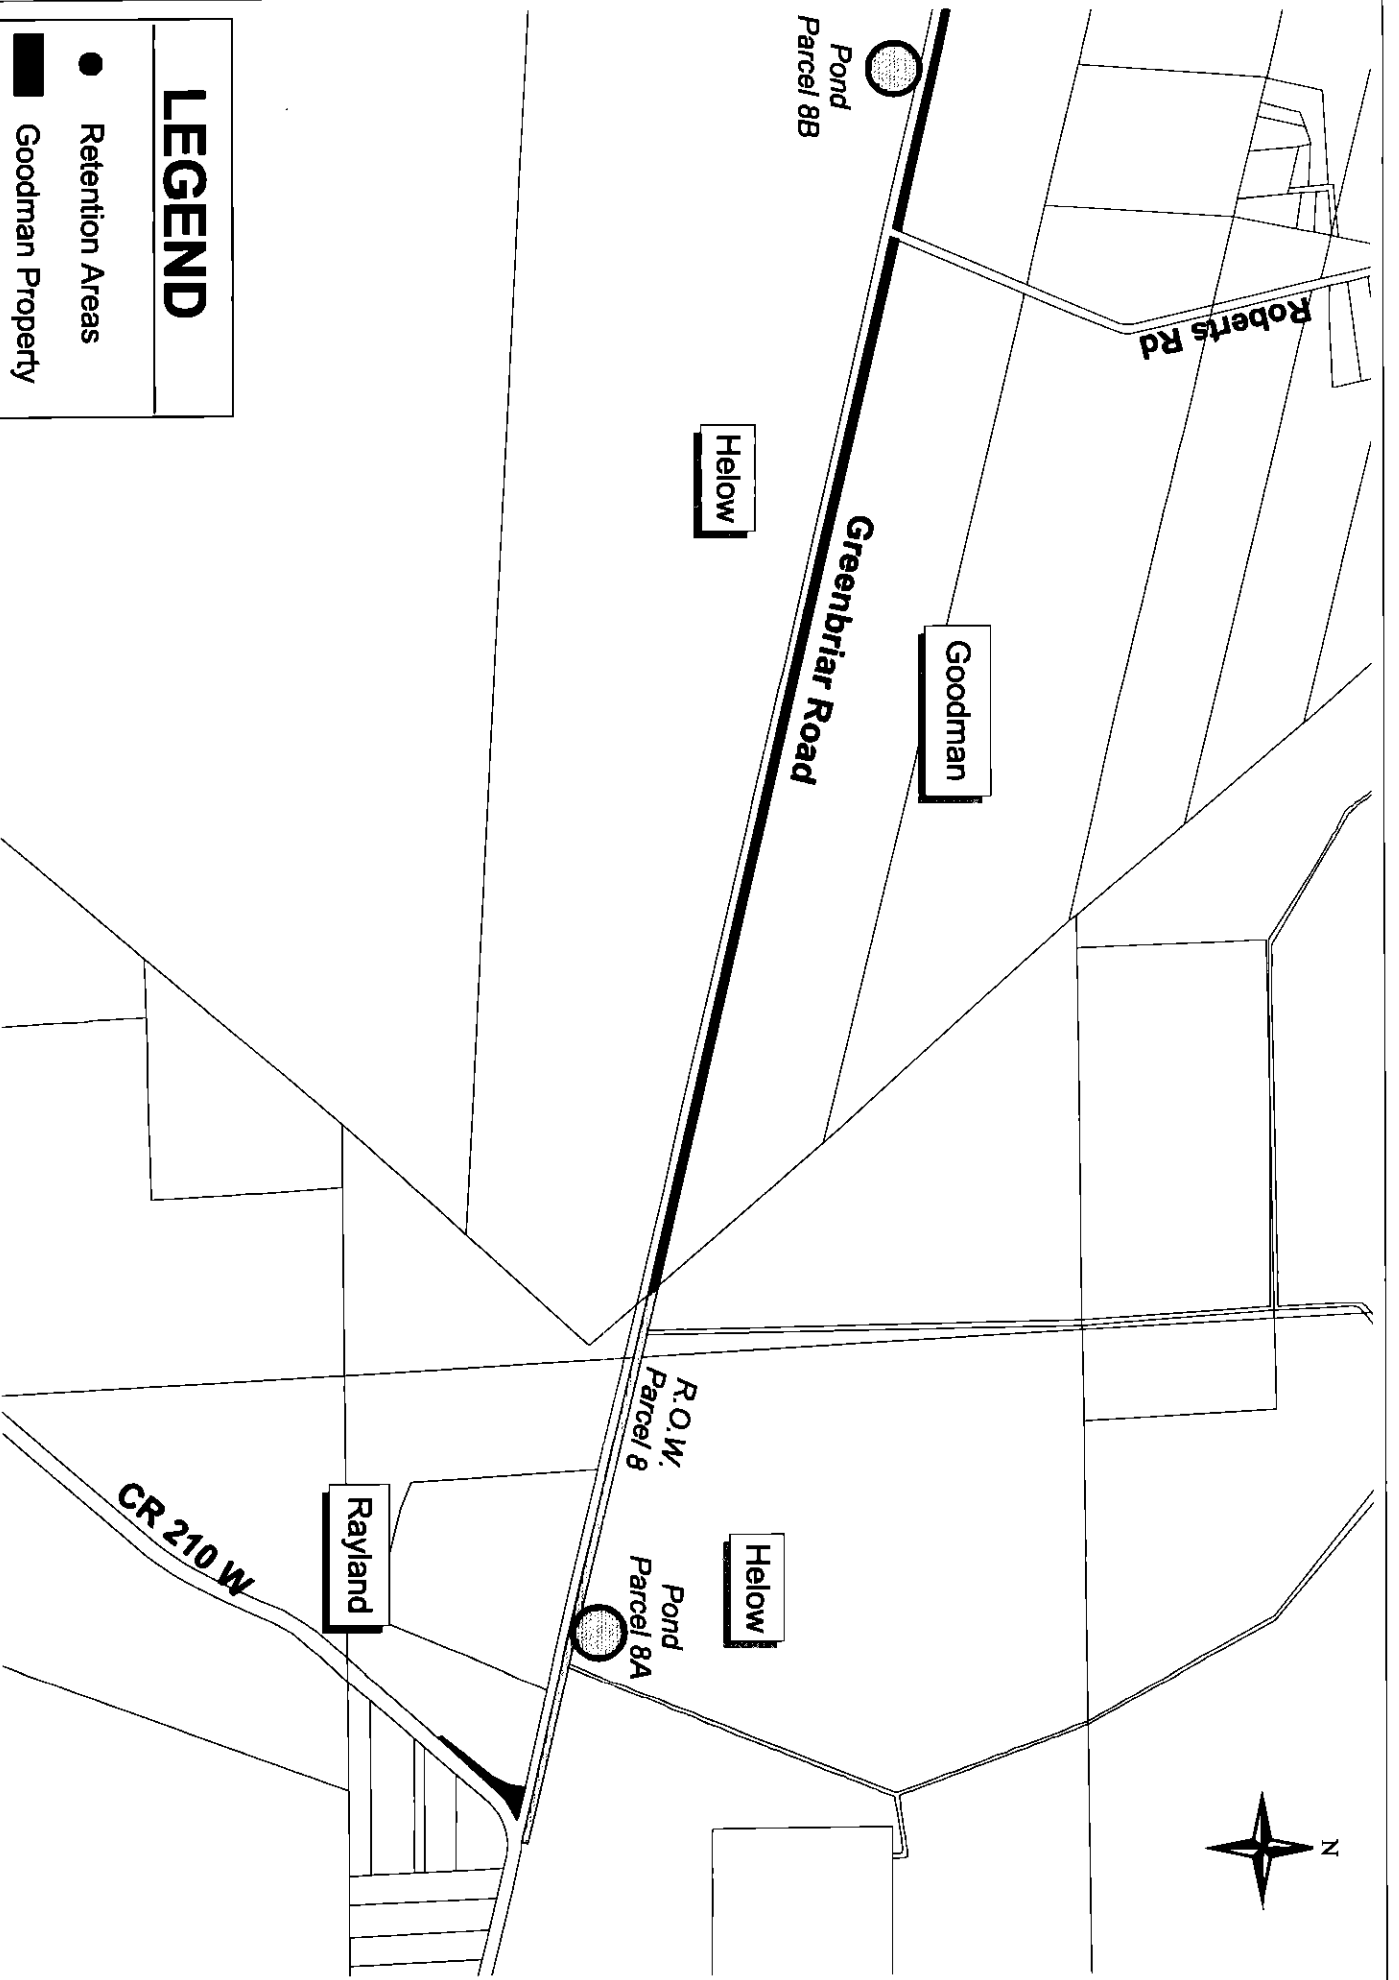 N
Roberts Rd
Goodman
Pond
Parcel 8B
Greenbriar Road
Helow
R.O.W.
Parcel 8
Helow
Pond
Parcel 8A
Rayland
CR 210 W
LEGEND
Retention Areas
Goodman Property